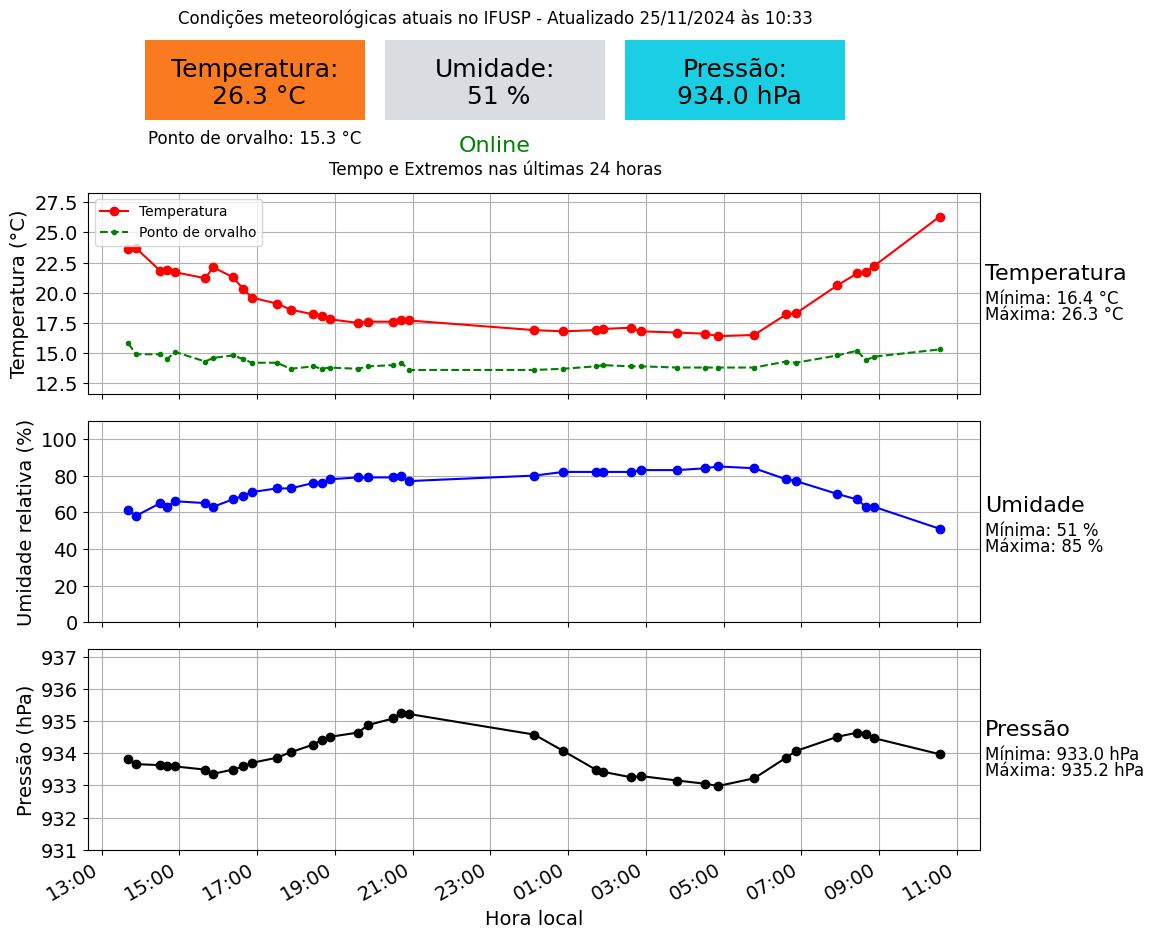 Condições meteorológicas atuais no IFUSP - Atualizado 25/11/2024 às 10:33
Temperatura:
26.3 °C
Umidade:
51 %
Pressão:
934.0 hPa
Ponto de orvalho: 15.3 °C
Online
Tempo e Extremos nas últimas 24 horas
Temperatura (°C)
27.5
25.0
22.5
20.0
17.5
15.0
12.5
Temperatura
Ponto de orvalho
Temperatura
Mínima: 16.4 °C
Máxima: 26.3 °C
Umidade relativa (%)
100
80
60
40
20
0
Umidade
Mínima: 51 %
Máxima: 85 %
Pressão (hPa)
937
936
935
934
933
932
931
Pressão
Mínima: 933.0 hPa
Máxima: 935.2 hPa
13:00 15:00 17:00 19:00 21:00 23:00 01:00 03:00 05:00 07:00 09:00 11:00
Hora local